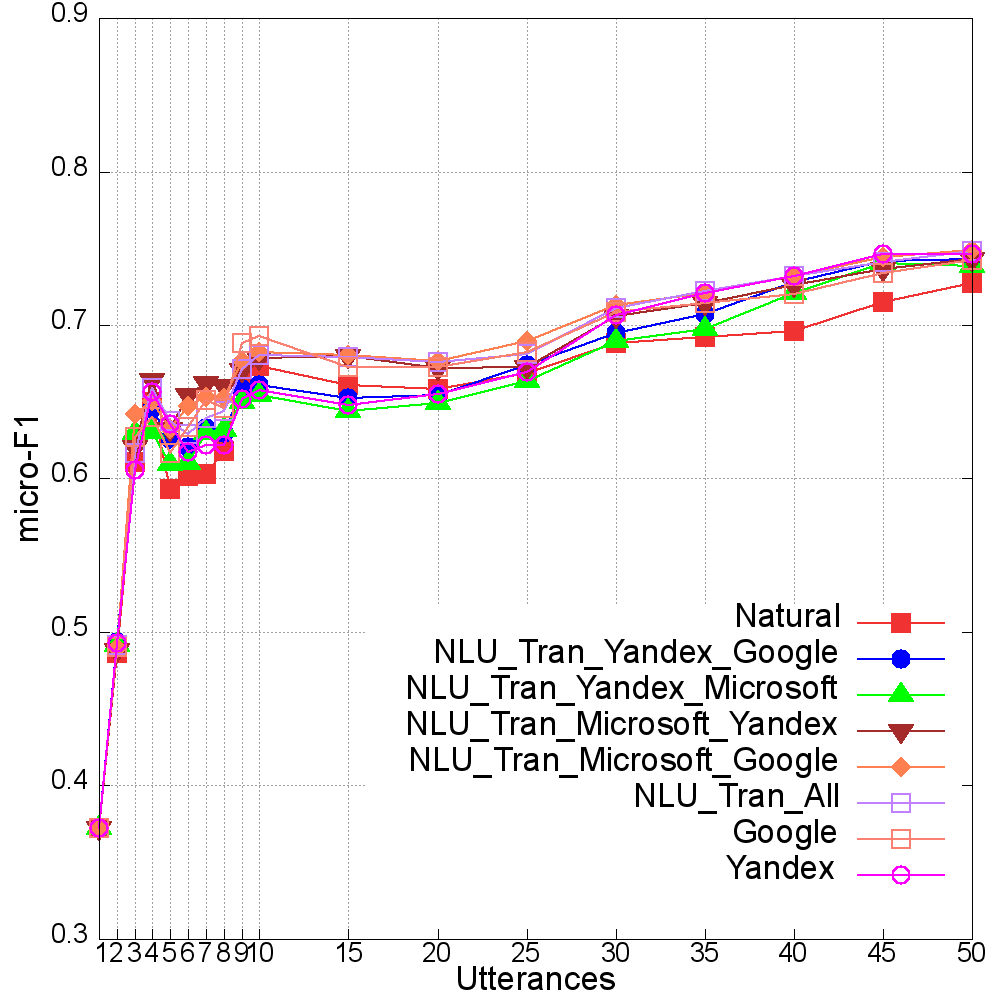 0.9
0.8
0.7
0.6
0.5
0.4
0.3
micro-F1
Natural
NLU_Tran_Yandex_Google
NLU_Tran_Yandex_Microsoft
NLU_Tran_Microsoft_Yandex
NLU_Tran_Microsoft_Google
NLU_Tran_All
Google
Yandex
1 2 3 4 5 6 7 8 9 10 15 20 25 30 35 40 45 50
Utterances